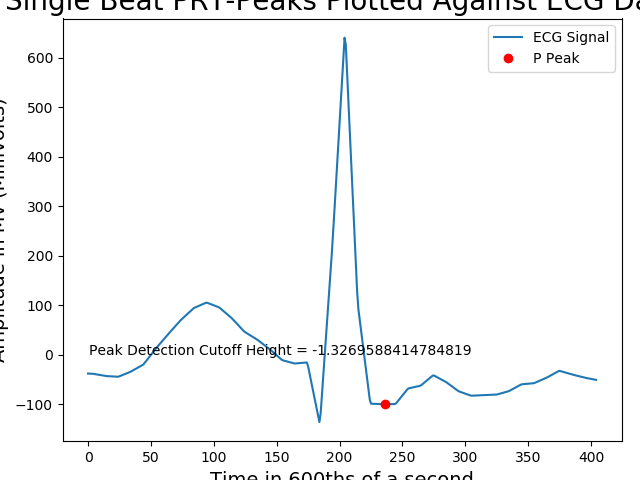 Single Beat PRT-Peaks Plotted Against ECG Da
ECG Signal
P Peak
Amplitude in MV (Millivolts)
600
500
400
300
200
100
0
−100
Peak Detection Cutoff Height = -1.3269588414784819
0 50 100 150 200 250 300 350 400
Time in 600ths of a second